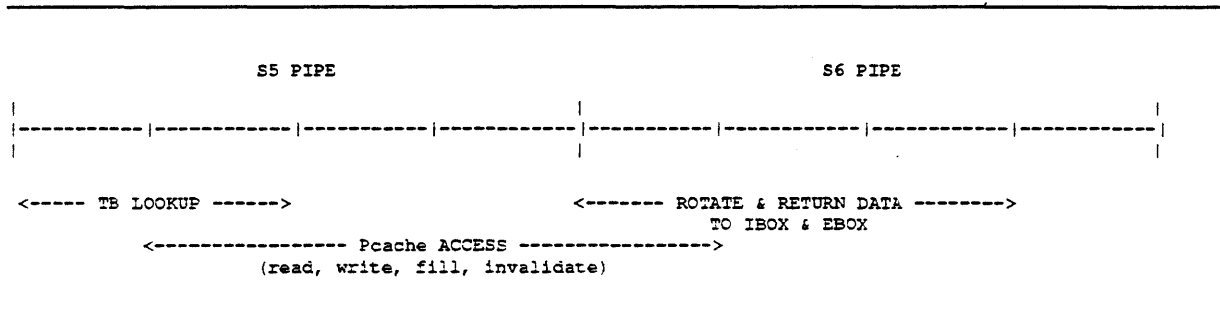 S5 PIPE S6 PIPE
<----- TB LOOKUP ------> <------- ROTATE & RETURN DATA -------->
TO IBOX & EBOX
<---------------- Pcache ACCESS ----------------->
(read, write, fill, invalidate)